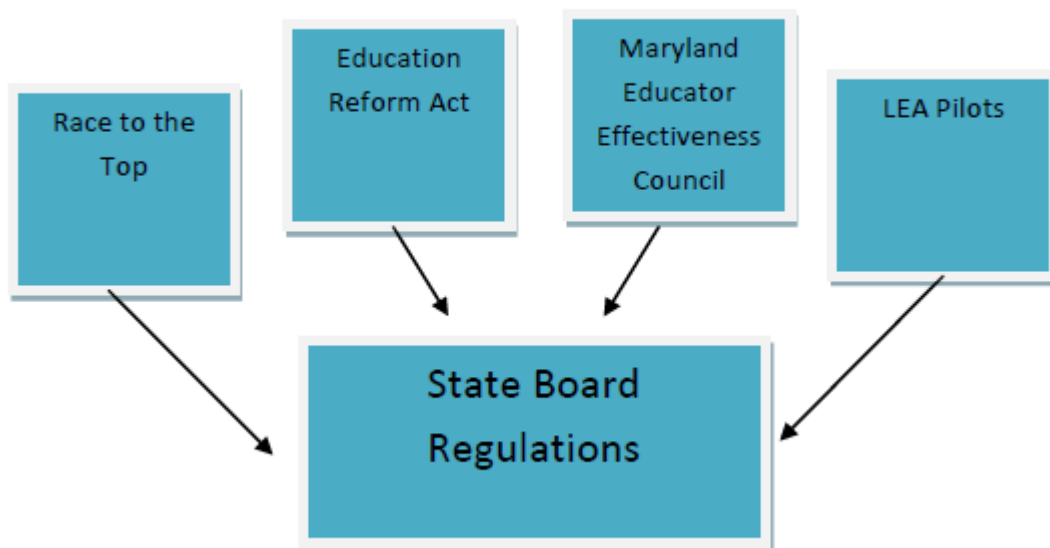 Race to the
Top
Education
Reform Act
Maryland
Educator
Effectiveness
Council
LEA Pilots
State Board
Regulations